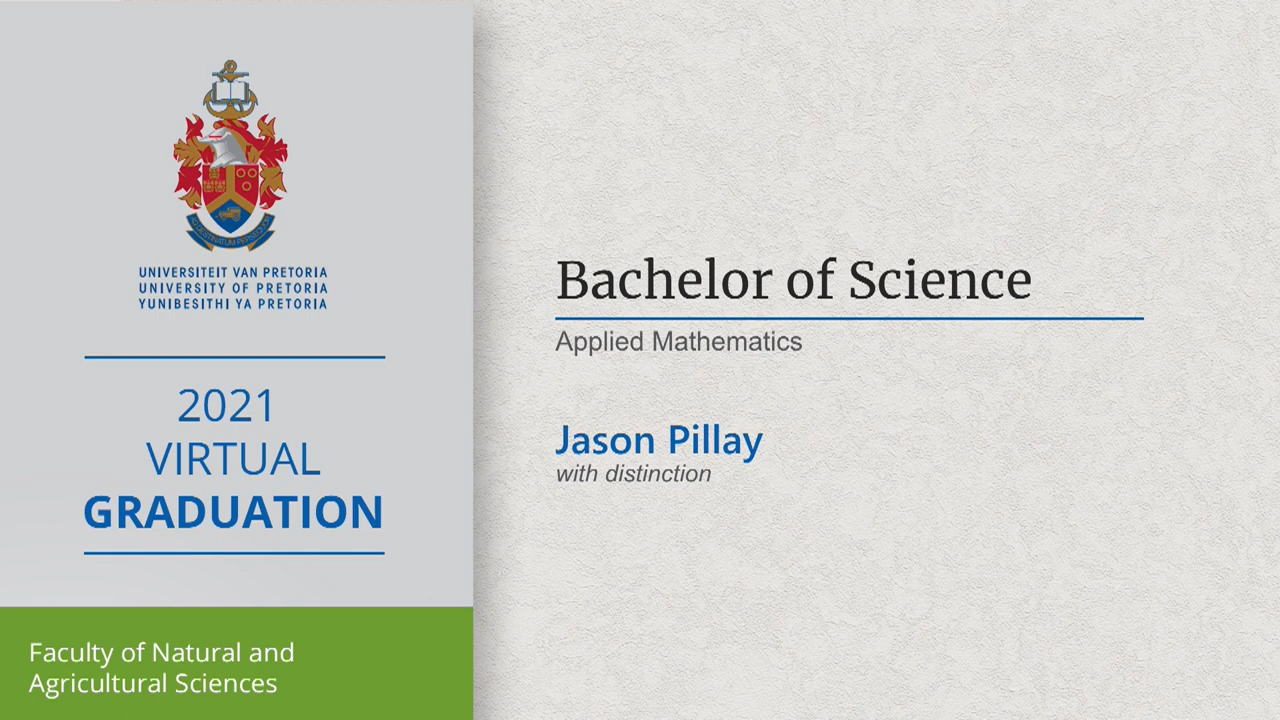 UNIVERSITEIT VAN PRETORIA
UNIVERSITY OF PRETORIA
YUNIBESITHI YA PRETORIA
2021
VIRTUAL
GRADUATION
Faculty of Natural and
Agricultural Sciences
Bachelor of Science
Applied Mathematics
Jason Pillay
with distinction